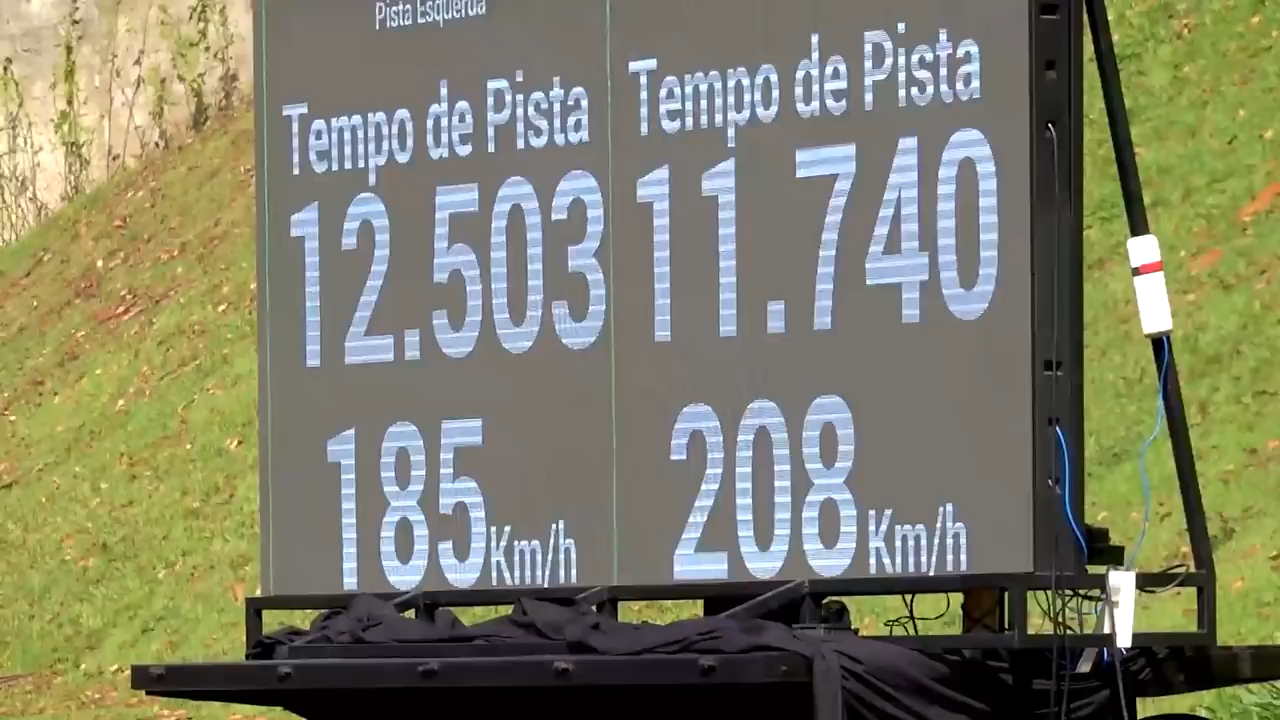 Pista Esquerda
Tempo de Pista
12.503
185 Km/h
Tempo de Pista
11.740
208 Km/h